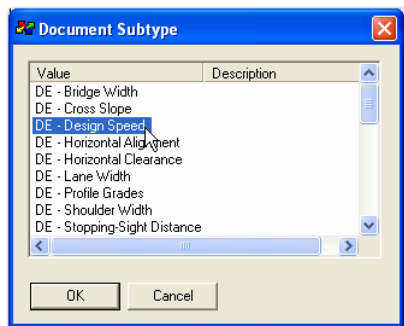 Document Subtype
Value Description
DE - Bridge Width
DE - Cross Slope
DE - Design Speed
DE - Horizontal Alignment
DE - Horizontal Clearance
DE - Lane Width
DE - Profile Grades
DE - Shoulder Width
DE - Stopping-Sight Distance
OK Cancel